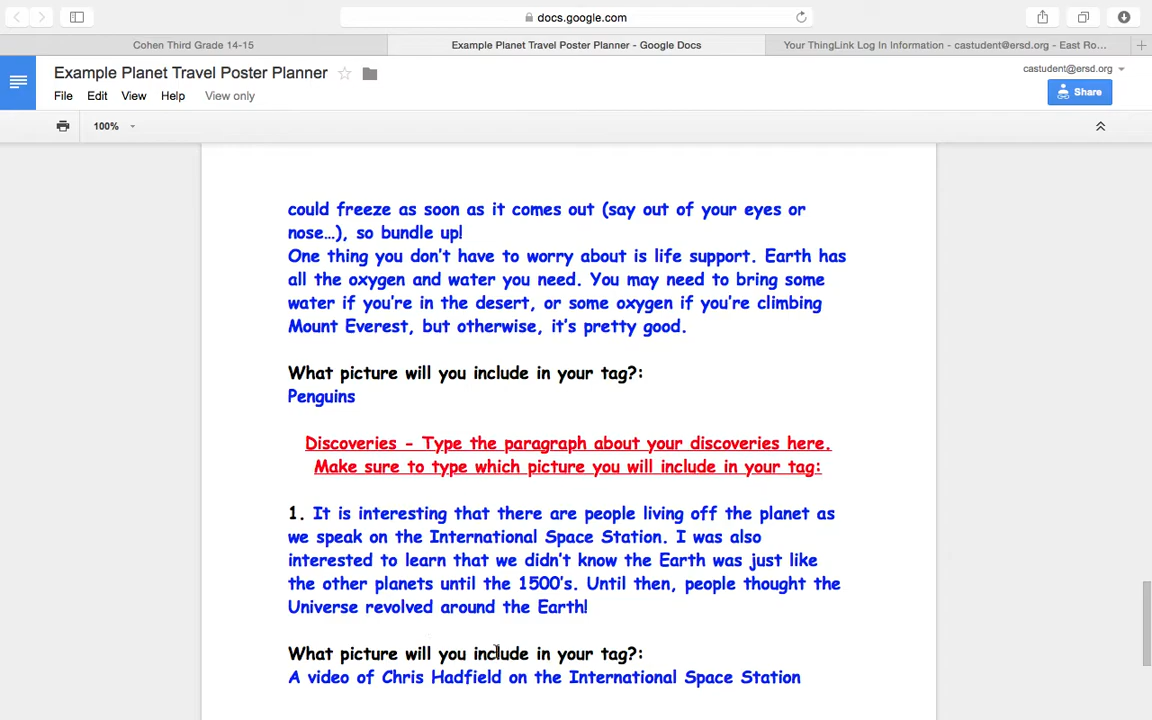 docs.google.com
Cohen Third Grade 14-15
Example Planet Travel Poster Planner - Google Docs
Your ThingLink Log In Information - castudent@ersd.org - East Ro...
Example Planet Travel Poster Planner
castudent@ersd.org
File Edit View Help View only
Share
100%
could freeze as soon as it comes out (say out of your eyes or
nose...), so bundle up!
One thing you don't have to worry about is life support. Earth has
all the oxygen and water you need. You may need to bring some
water if you're in the desert, or some oxygen if you're climbing
Mount Everest, but otherwise, it's pretty good.
What picture will you include in your tag?:
Penguins
Discoveries - Type the paragraph about your discoveries here.
Make sure to type which picture you will include in your tag:
1. It is interesting that there are people living off the planet as
we speak on the International Space Station. I was also
interested to learn that we didn't know the Earth was just like
the other planets until the 1500's. Until then, people thought the
Universe revolved around the Earth!
What picture will you include in your tag?:
A video of Chris Hadfield on the International Space Station